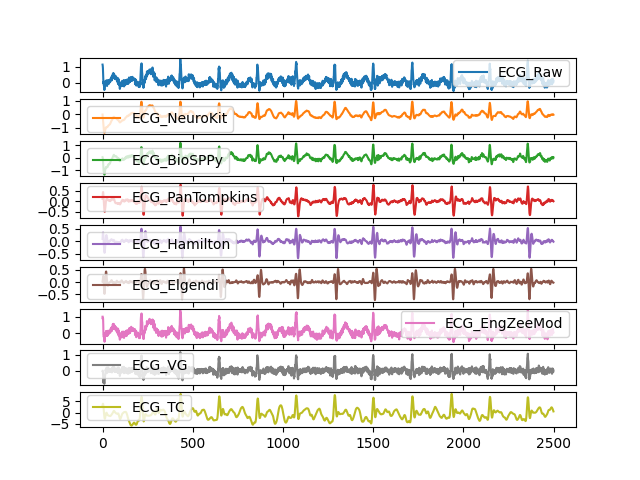 1
0
ECG_Raw
1
0
−1
ECG_NeuroKit
1
0
−1
ECG_BioSPPy
0.5
0.0
−0.5
ECG_PanTompkins
0.5
0.0
−0.5
ECG_Hamilton
0.5
0.0
−0.5
ECG_Elgendi
1
0
ECG_EngZeeMod
1
0
ECG_VG
5
0
−5
ECG_TC
0 500 1000 1500 2000 2500